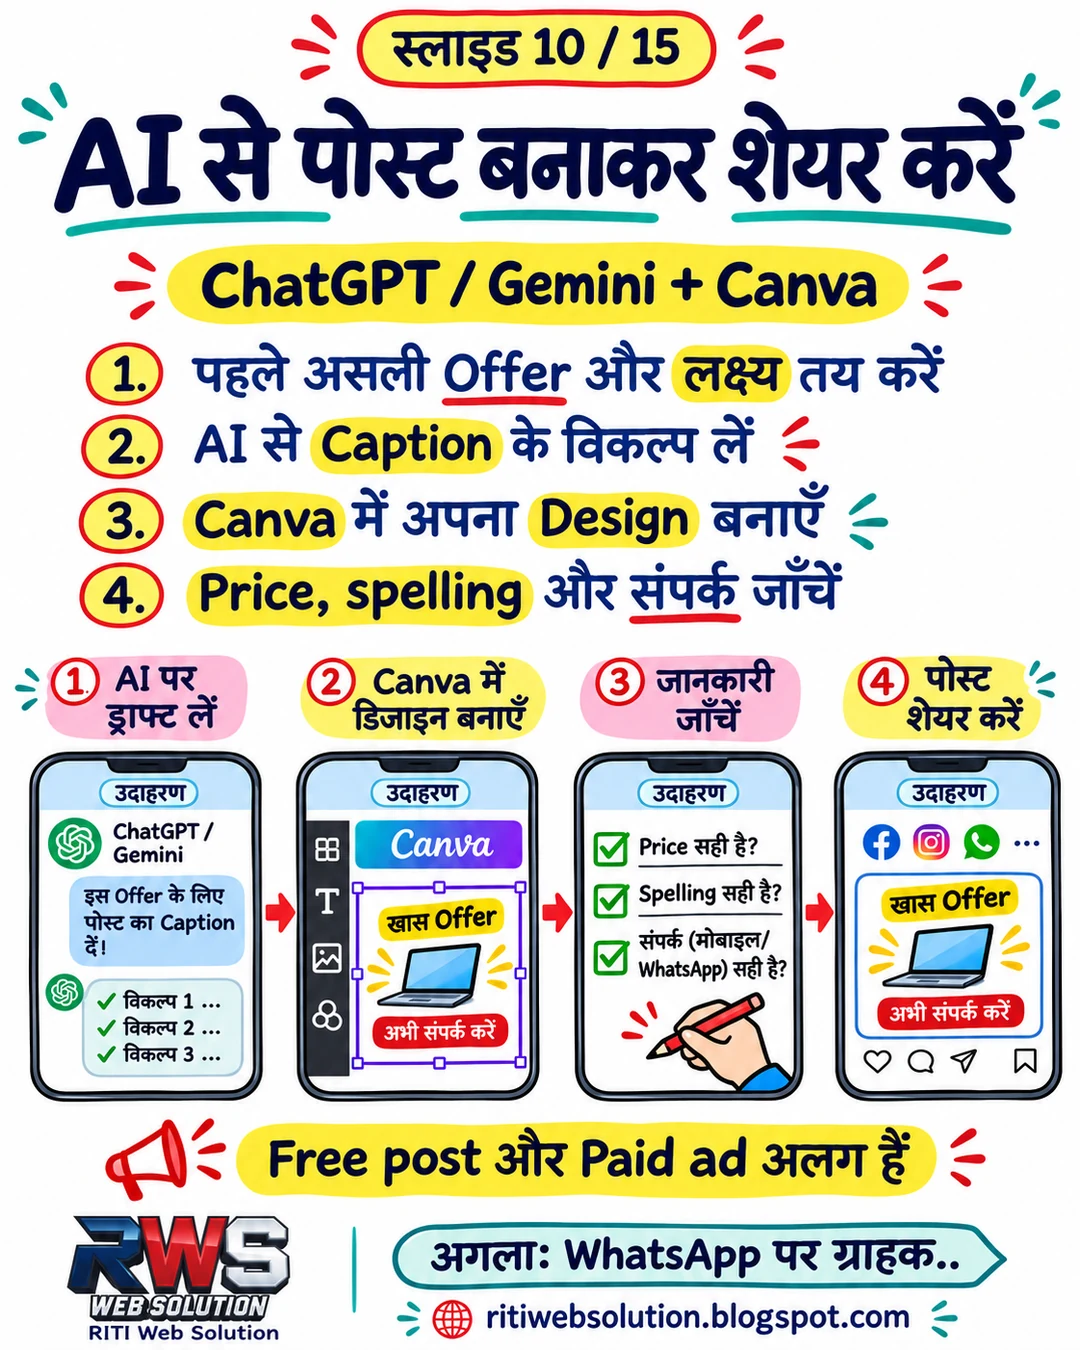 स्लाइड 10 / 15
AI से पोस्ट बनाकर शेयर करें
ChatGPT / Gemini + Canva
1. पहले असली Offer और लक्ष्य तय करें
2. AI से Caption के विकल्प लें
3. Canva में अपना Design बनाएँ
4. Price, spelling और संपर्क जाँचें
1. AI पर
ड्राफ्ट लें
उदाहरण
ChatGPT /
Gemini
इस Offer के लिए
पोस्ट का Caption
दें!
विकल्प 1 ...
विकल्प 2 ...
विकल्प 3 ...
2 Canva में
डिजाइन बनाएँ
उदाहरण
Canva
T
खास Offer
अभी संपर्क करें
3 जानकारी
जाँचें
उदाहरण
Price सही है?
Spelling सही है?
संपर्क (मोबाइल/
WhatsApp) सही है?
4 पोस्ट
शेयर करें
उदाहरण
खास Offer
अभी संपर्क करें
Free post और Paid ad अलग हैं
RWS
WEB SOLUTION
RITI Web Solution
अगला: WhatsApp पर ग्राहक..
ritiwebsolution.blogspot.com